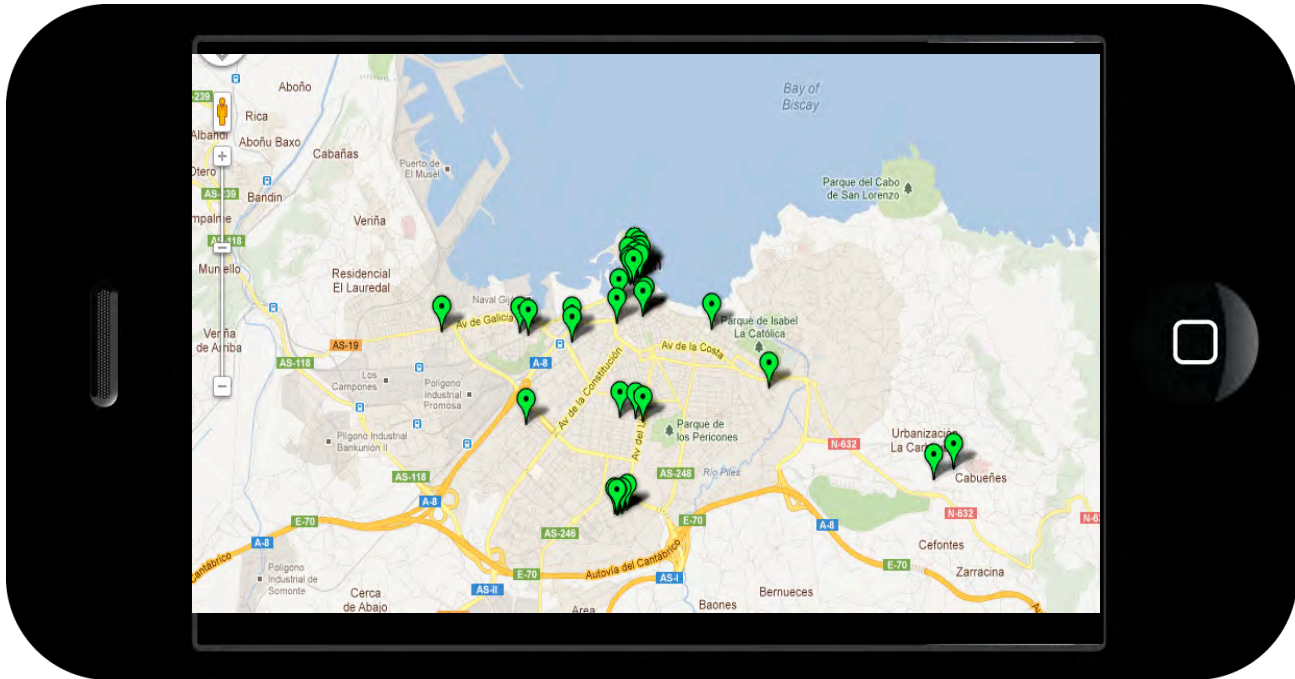 Bay of
Biscay
Aboño
239
Rica
Albandi
Aboñu Baxo
Cabañas
Puerto de
El Musel
Otero
Parque del Cabo
de San Lorenzo
AS-239
Bandin
Veriña
AS-118
Residencial
El Lauredal
Naval
Av de Galicia
Parque de Isabel
La Católica
AS-19
Av de la Costa
AS-118
A-8
Los
Campones
Polígono
Industrial
Promosa
Av de la Constitución
Parque de
los Pericones
Plígono Industrial
Bankunión II
Urbanización
N-632
AS-118
AS-248
Río Piles
Cabueñes
A-8
E-70
E-70
N-632
A-8
AS-246
A-8
Cefontes
Autovía del Cantábrico
E-70
Zarracina
Polígono
Industrial de
Somonte
E-70
AS-I
AS-II
Bernueces
Cerca
de Abajo
Baones